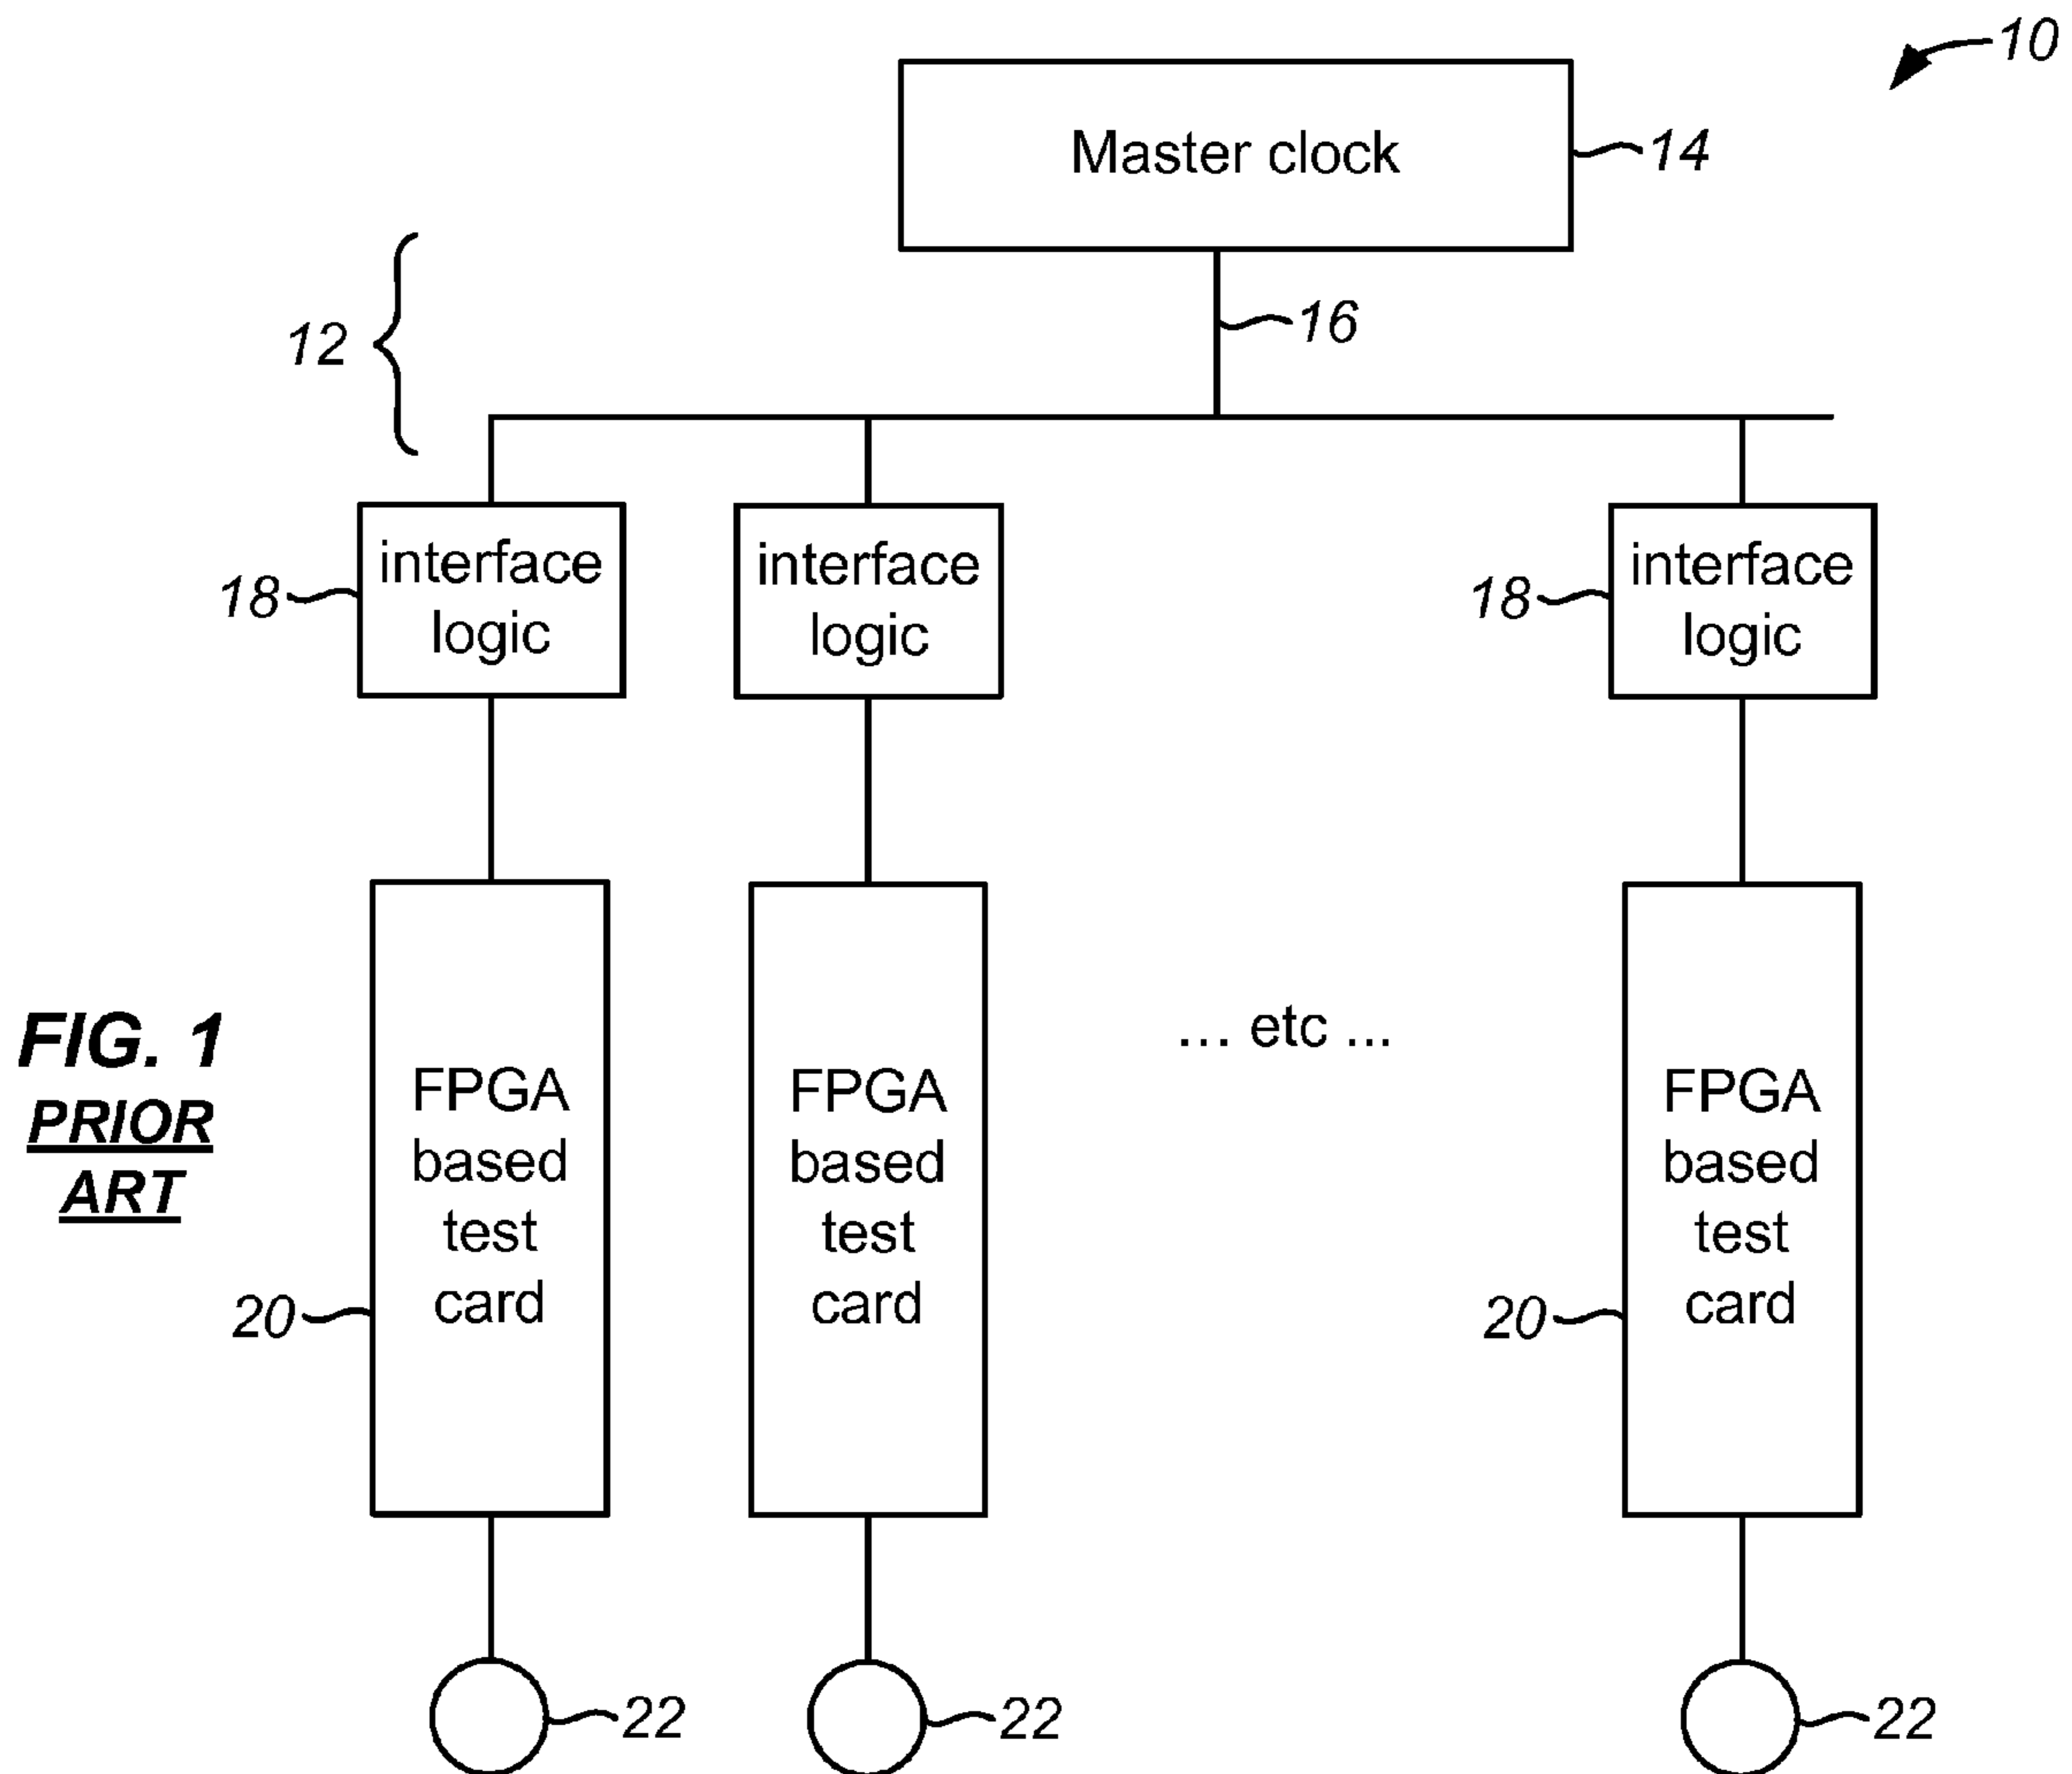 10
Master clock
14
12
16
interface
logic
18
interface
logic
interface
logic
18
FIG. 1
PRIOR
ART
FPGA
based
test
card
20
FPGA
based
test
card
... etc ...
FPGA
based
test
card
20
22
22
22